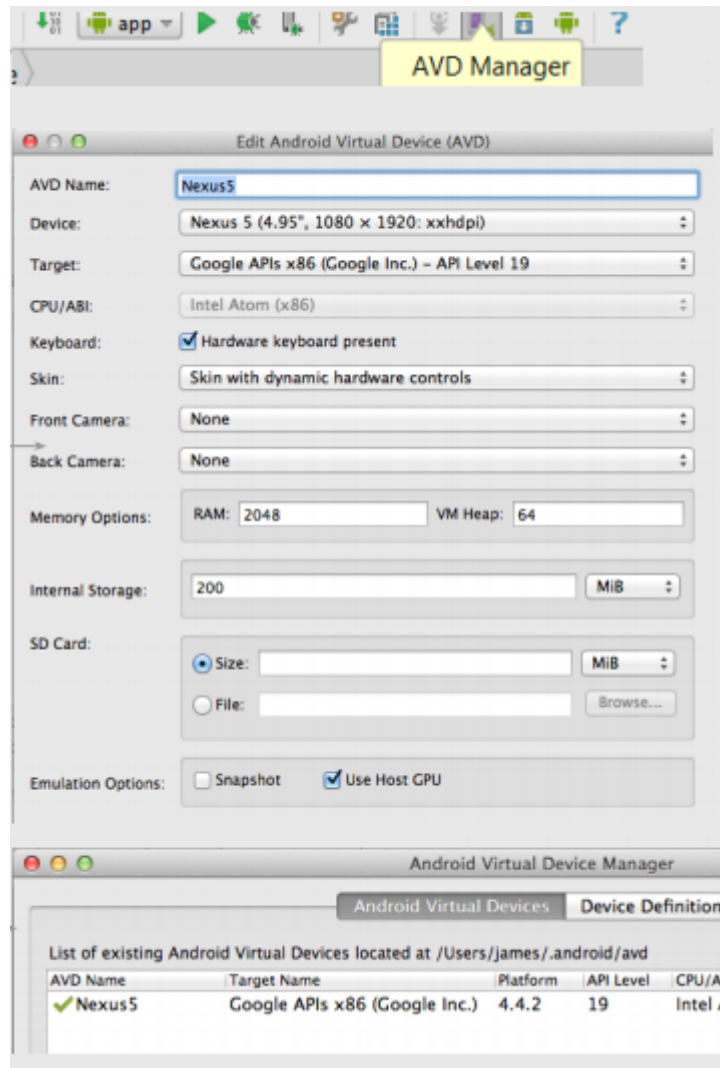 app
?
AVD Manager
Edit Android Virtual Device (AVD)
AVD Name: Nexus5
Device: Nexus 5 (4.95", 1080 × 1920: xxhdpi)
Target: Google APIs x86 (Google Inc.) – API Level 19
CPU/ABI: Intel Atom (x86)
Keyboard: Hardware keyboard present
Skin: Skin with dynamic hardware controls
Front Camera: None
Back Camera: None
Memory Options: RAM: 2048 VM Heap: 64
Internal Storage: 200 MiB
SD Card:
Size: MiB
File: Browse...
Emulation Options: Snapshot Use Host GPU
Android Virtual Device Manager
Android Virtual Devices Device Definition
List of existing Android Virtual Devices located at /Users/james/.android/avd
AVD Name Target Name Platform API Level CPU/A
Nexus5 Google APIs x86 (Google Inc.) 4.4.2 19 Intel